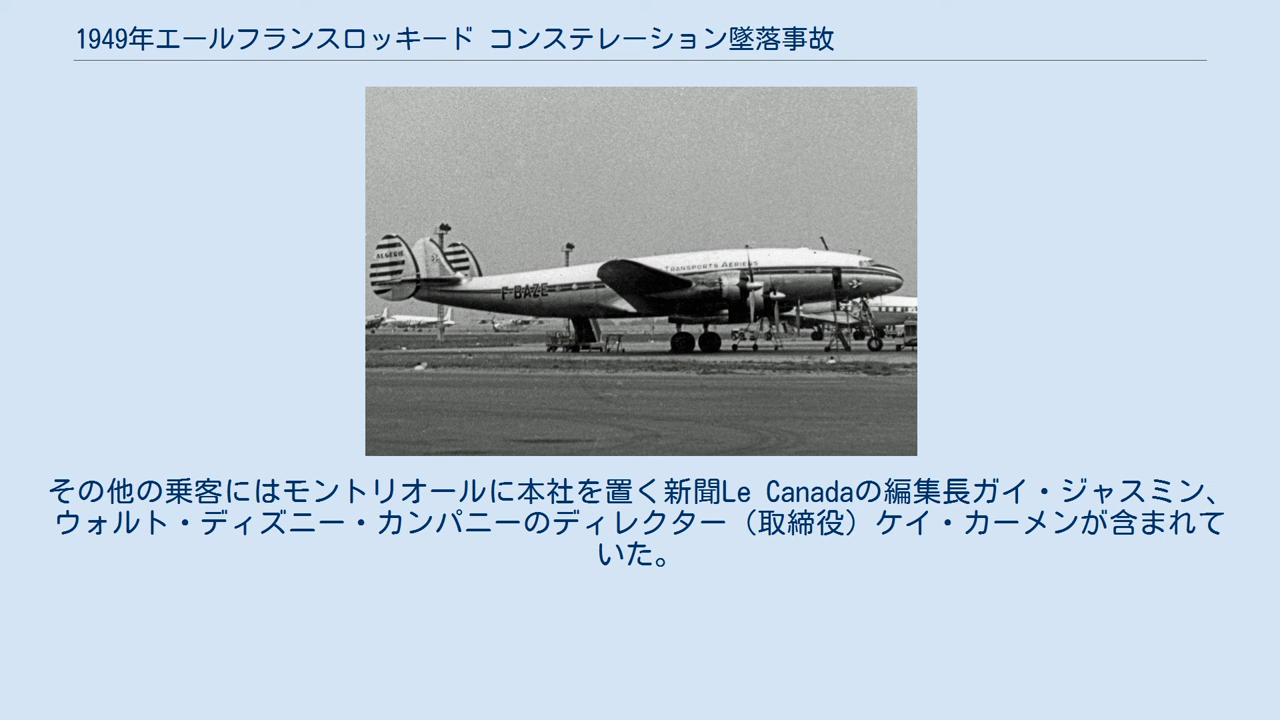 1949年エールフランスロッキード コンステレーション墜落事故
ALGERIE
TRANSPORTS AERIENS
F-BAZE
その他の乗客にはモントリオールに本社を置く新聞Le Canadaの編集長ガイ・ジャスミン、
ウォルト・ディズニー・カンパニーのディレクター（取締役）ケイ・カーメンが含まれて
いた。